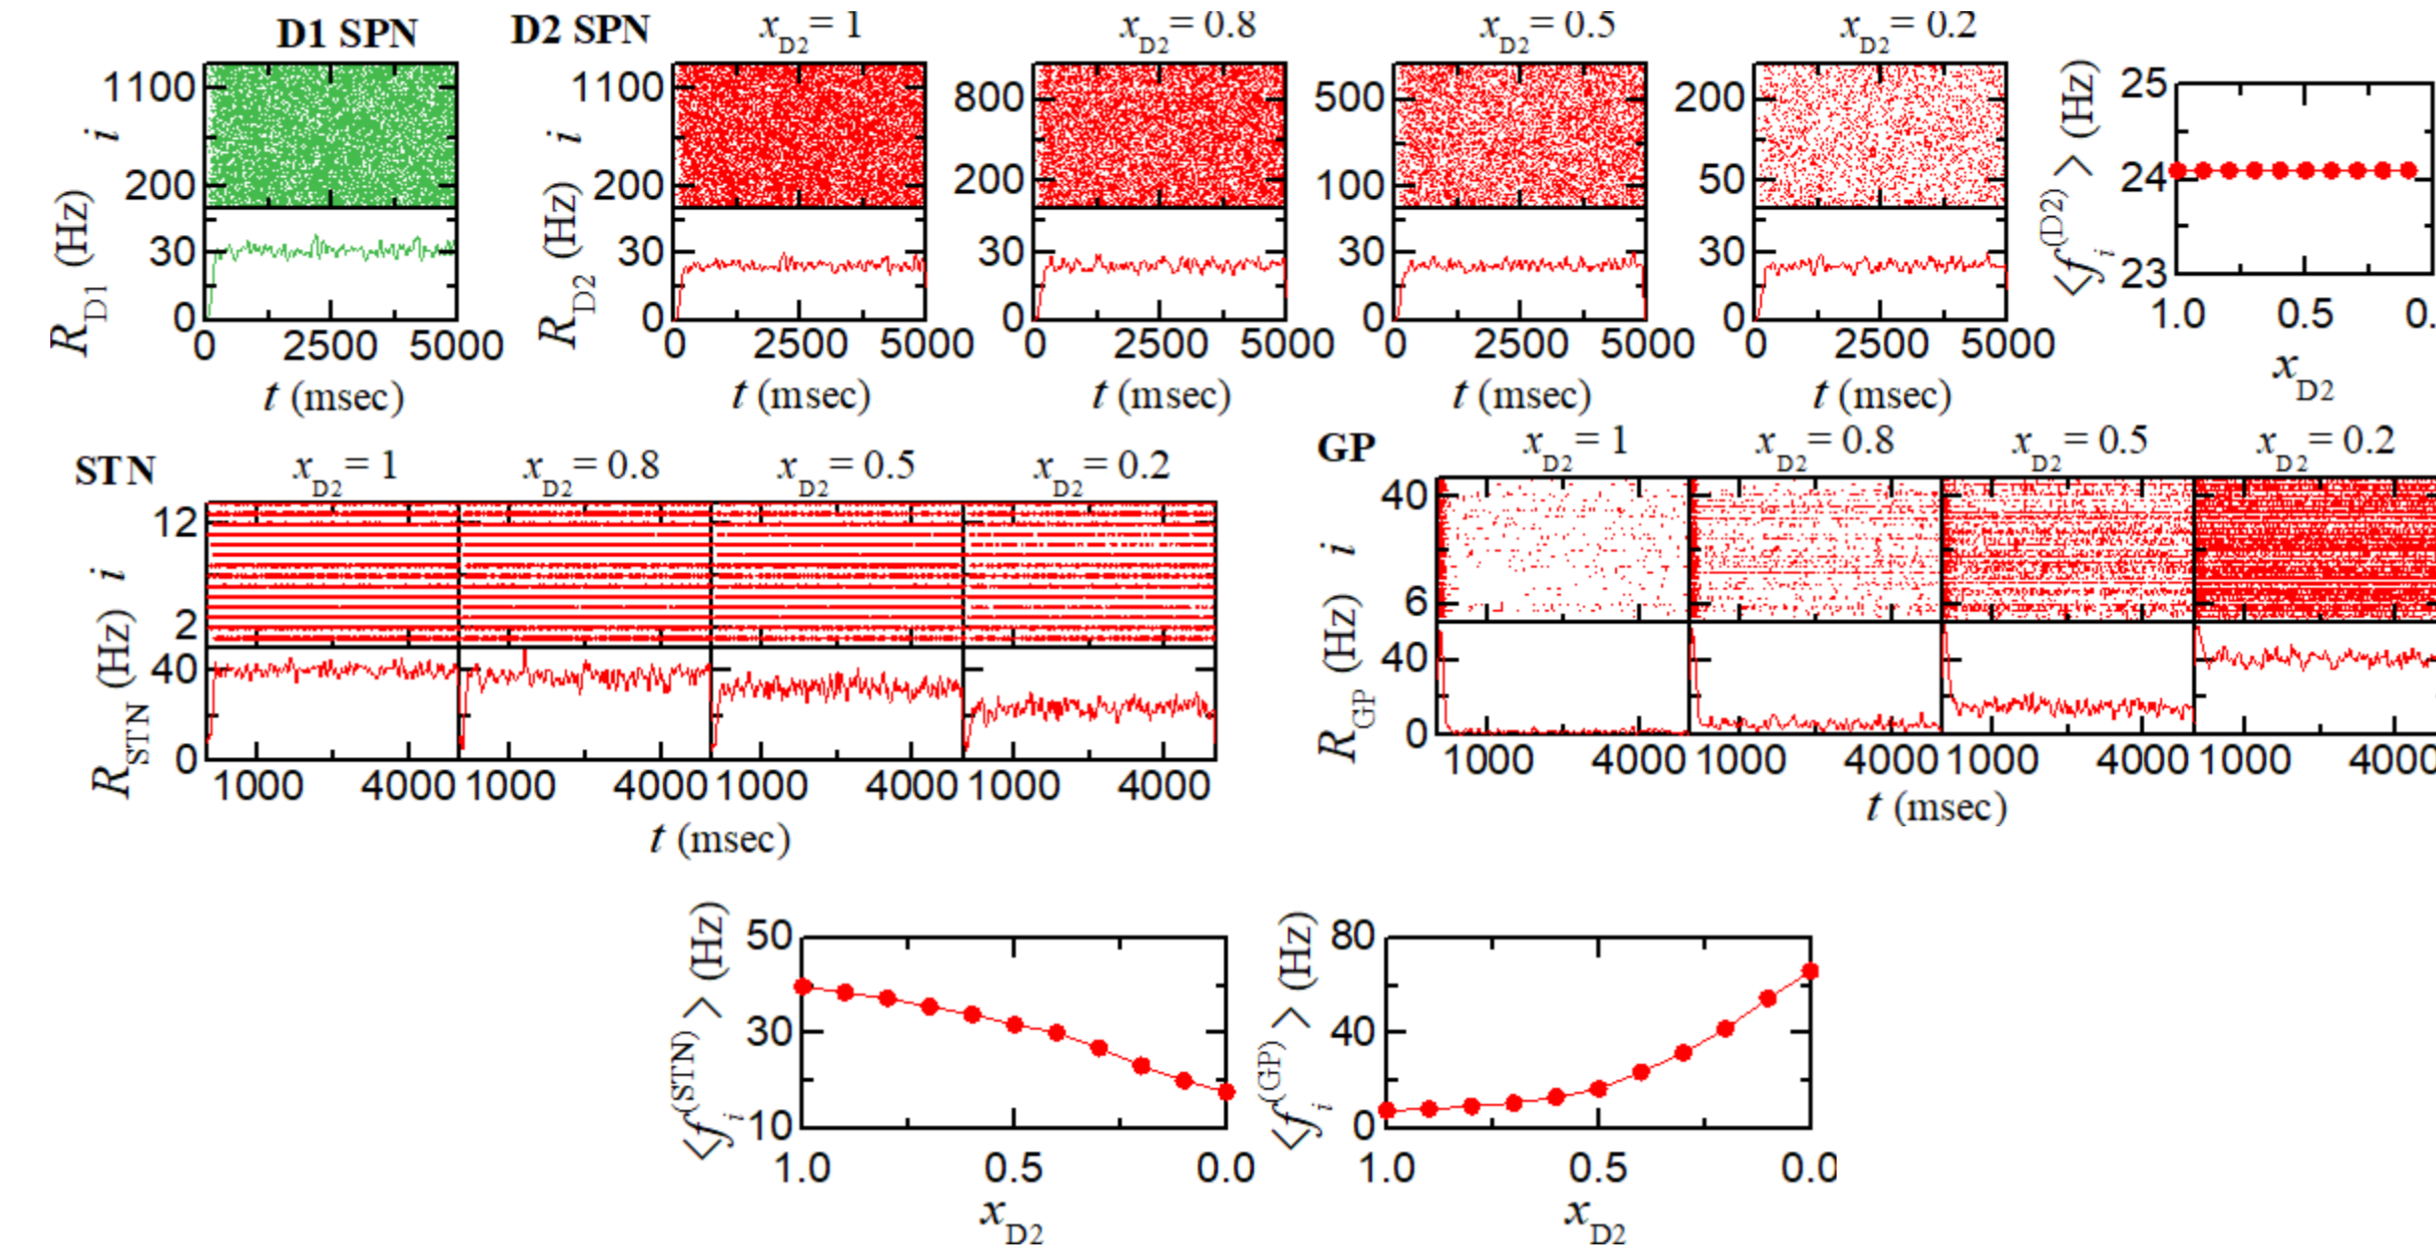 D1 SPN
D2 SPN
x_D2 = 1
x_D2 = 0.8
x_D2 = 0.5
x_D2 = 0.2
1100
200
i
30
0
R_D1 (Hz)
0 2500 5000
t (msec)
1100
200
i
30
0
R_D2 (Hz)
0 2500 5000
t (msec)
800
200
30
0
0 2500 5000
t (msec)
500
100
30
0
0 2500 5000
t (msec)
200
50
30
0
0 2500 5000
t (msec)
25
24
23
<f_i^(D2)> (Hz)
1.0 0.5 0.
x_D2
STN
x_D2 = 1
x_D2 = 0.8
x_D2 = 0.5
x_D2 = 0.2
12
2
i
40
0
R_STN (Hz)
1000 4000 1000 4000 1000 4000 1000 4000
t (msec)
GP
x_D2 = 1
x_D2 = 0.8
x_D2 = 0.5
x_D2 = 0.2
40
6
i
40
0
R_GP (Hz)
1000 4000 1000 4000 1000 4000 1000 4000
t (msec)
50
30
10
<f_i^(STN)> (Hz)
1.0 0.5 0.0
x_D2
80
40
0
<f_i^(GP)> (Hz)
1.0 0.5 0.0
x_D2